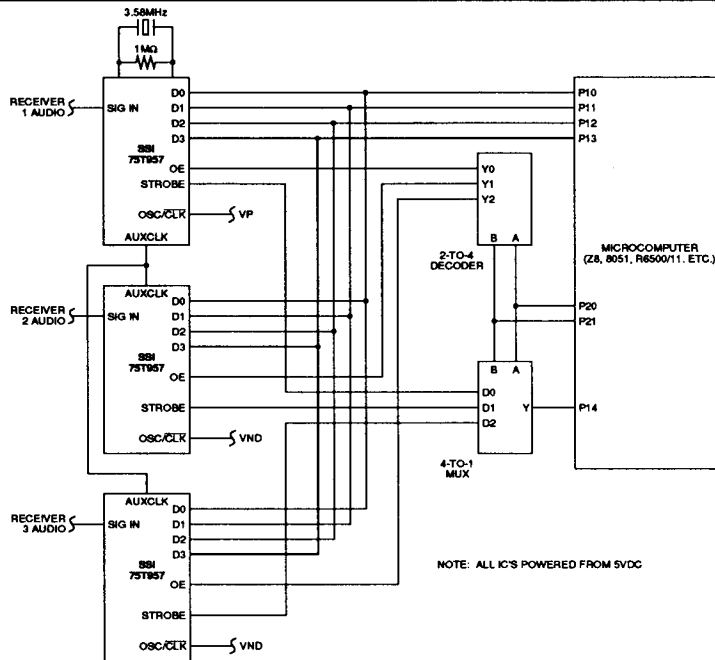 3.58MHz
1MΩ
RECEIVER
1 AUDIO
SIG IN
D0
D1
D2
D3
SSI
75T957
OE
STROBE
OSC/CLK
VP
AUXCLK
P10
P11
P12
P13
Y0
Y1
Y2
B A
2-TO-4
DECODER
MICROCOMPUTER
(Z8, 8051, R6500/11. ETC.)
P20
P21
AUXCLK
RECEIVER
2 AUDIO
SIG IN
D0
D1
D2
D3
SSI
75T957
OE
STROBE
OSC/CLK
VND
B A
D0
D1
D2
Y
P14
4-TO-1
MUX
AUXCLK
RECEIVER
3 AUDIO
SIG IN
D0
D1
D2
D3
SSI
75T957
OE
STROBE
OSC/CLK
VND
NOTE: ALL IC'S POWERED FROM 5VDC